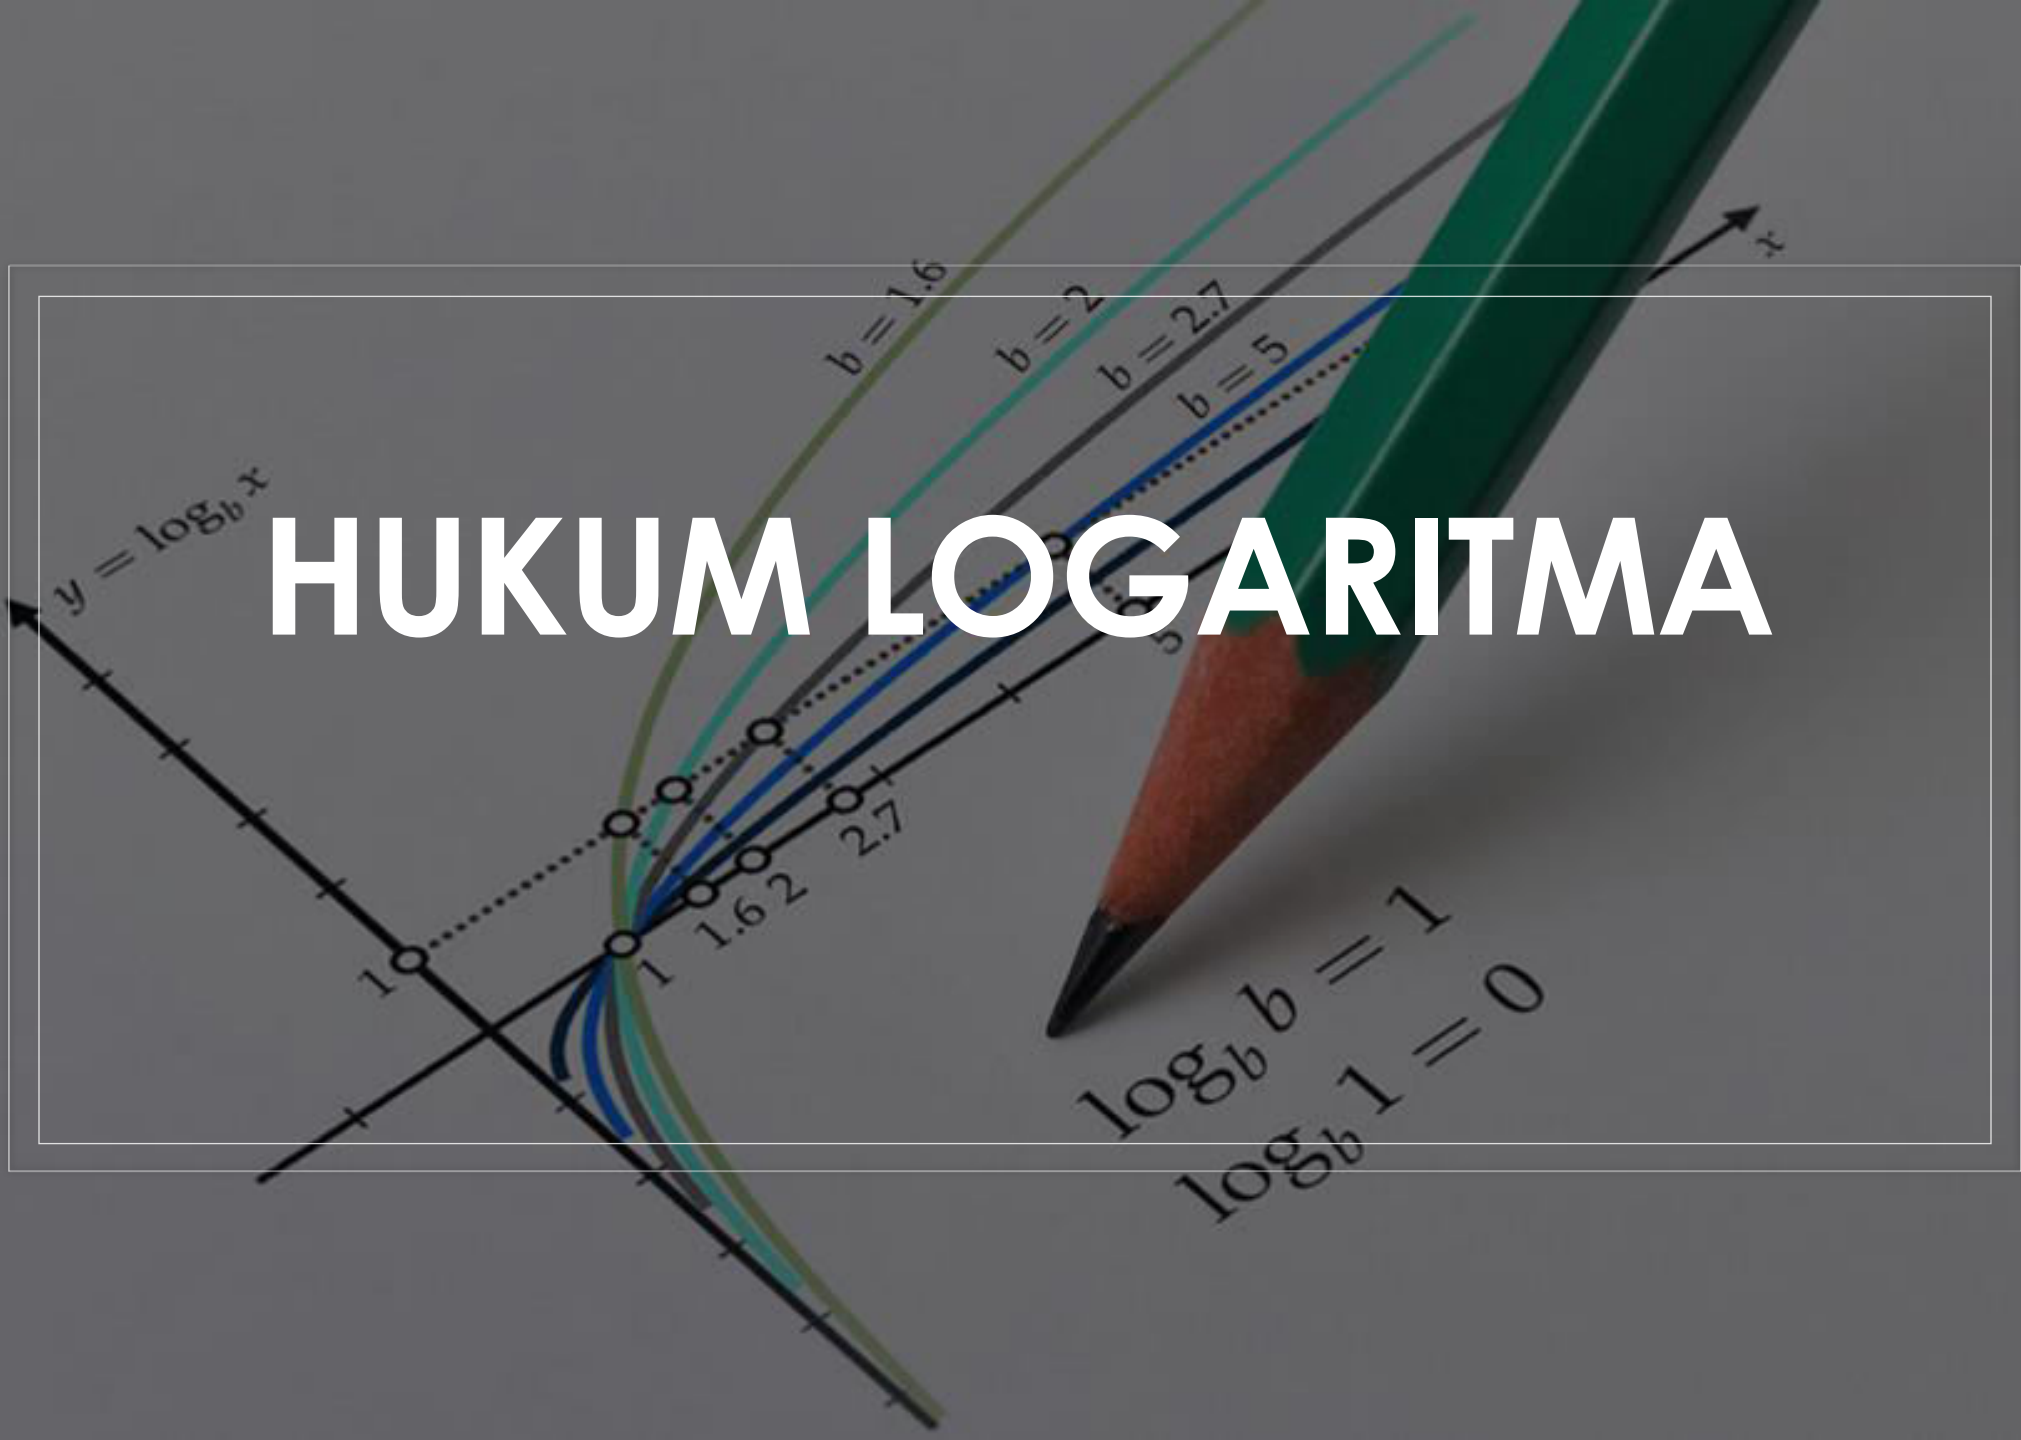 x
b = 1.6
b = 2
b = 2.7
b = 5
y = log_b x
HUKUM LOGARITMA
5
2.7
2
1.6
1
1
log_b b = 1
log_b 1 = 0